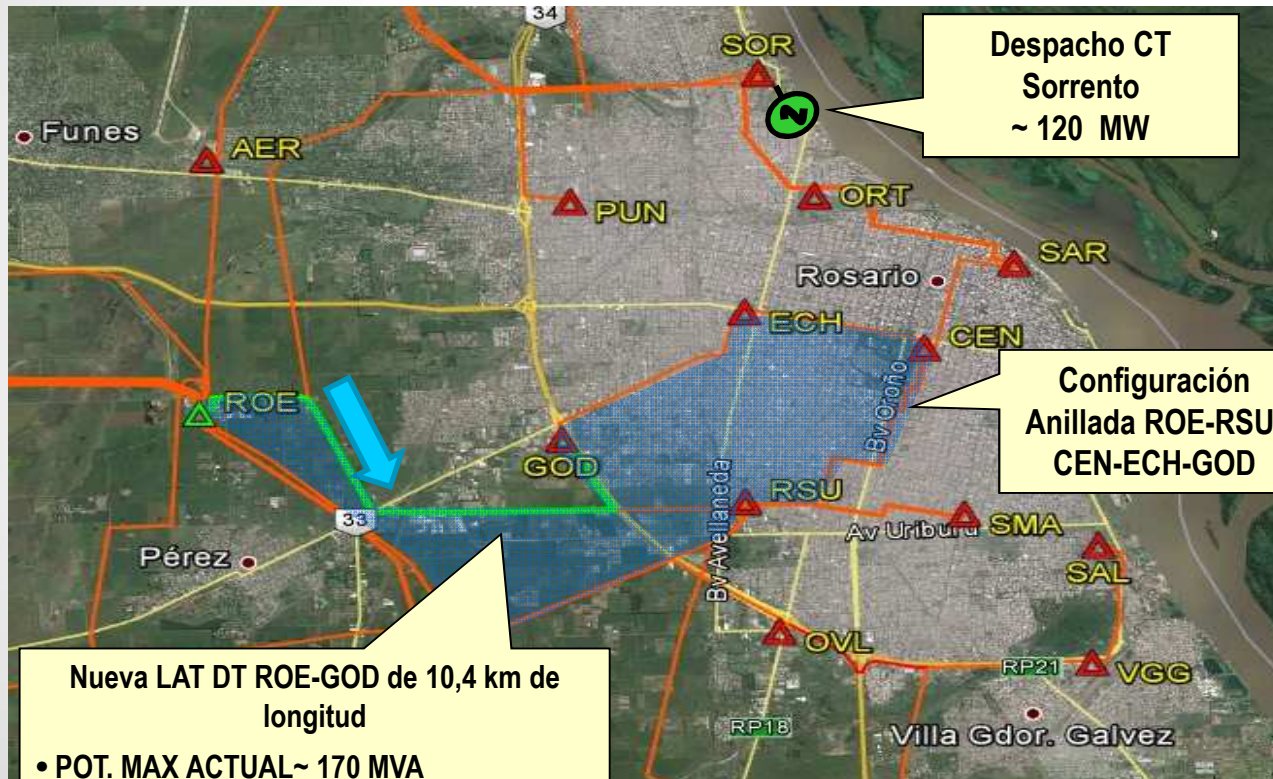 34
SOR
Despacho CT
Sorrento
~ 120 MW
Funes
AER
N
PUN
ORT
SAR
Rosario
ECH
CEN
Bv Oroño
Configuración
Anillada ROE-RSU
CEN-ECH-GOD
ROE
GOD
Bv Avellaneda
RSU
33
Av Uriburu
SMA
Pérez
SAL
OVL
RP21
VGG
Nueva LAT DT ROE-GOD de 10,4 km de
longitud
• POT. MAX ACTUAL~ 170 MVA
RP18
Villa Gdor. Galvez